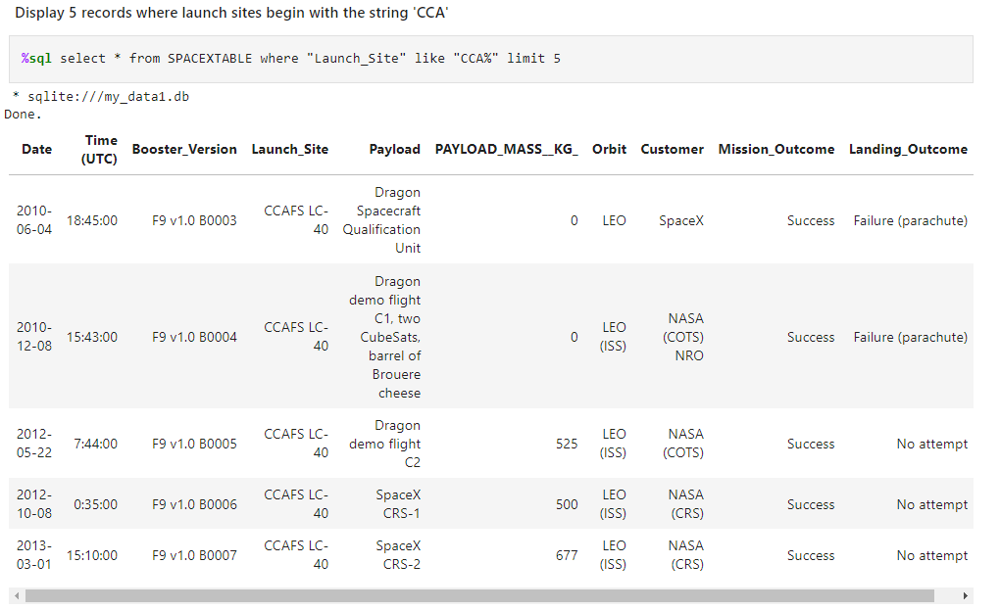 Display 5 records where launch sites begin with the string 'CCA'
%sql select * from SPACEXTABLE where "Launch_Site" like "CCA%" limit 5
* sqlite:///my_data1.db
Done.
Date Time (UTC) Booster_Version Launch_Site Payload PAYLOAD_MASS__KG_ Orbit Customer Mission_Outcome Landing_Outcome
2010-06-04 18:45:00 F9 v1.0 B0003 CCAFS LC-40 Dragon Spacecraft Qualification Unit 0 LEO SpaceX Success Failure (parachute)
2010-12-08 15:43:00 F9 v1.0 B0004 CCAFS LC-40 Dragon demo flight C1, two CubeSats, barrel of Brouere cheese 0 LEO (ISS) NASA (COTS) NRO Success Failure (parachute)
2012-05-22 7:44:00 F9 v1.0 B0005 CCAFS LC-40 Dragon demo flight C2 525 LEO (ISS) NASA (COTS) Success No attempt
2012-10-08 0:35:00 F9 v1.0 B0006 CCAFS LC-40 SpaceX CRS-1 500 LEO (ISS) NASA (CRS) Success No attempt
2013-03-01 15:10:00 F9 v1.0 B0007 CCAFS LC-40 SpaceX CRS-2 677 LEO (ISS) NASA (CRS) Success No attempt